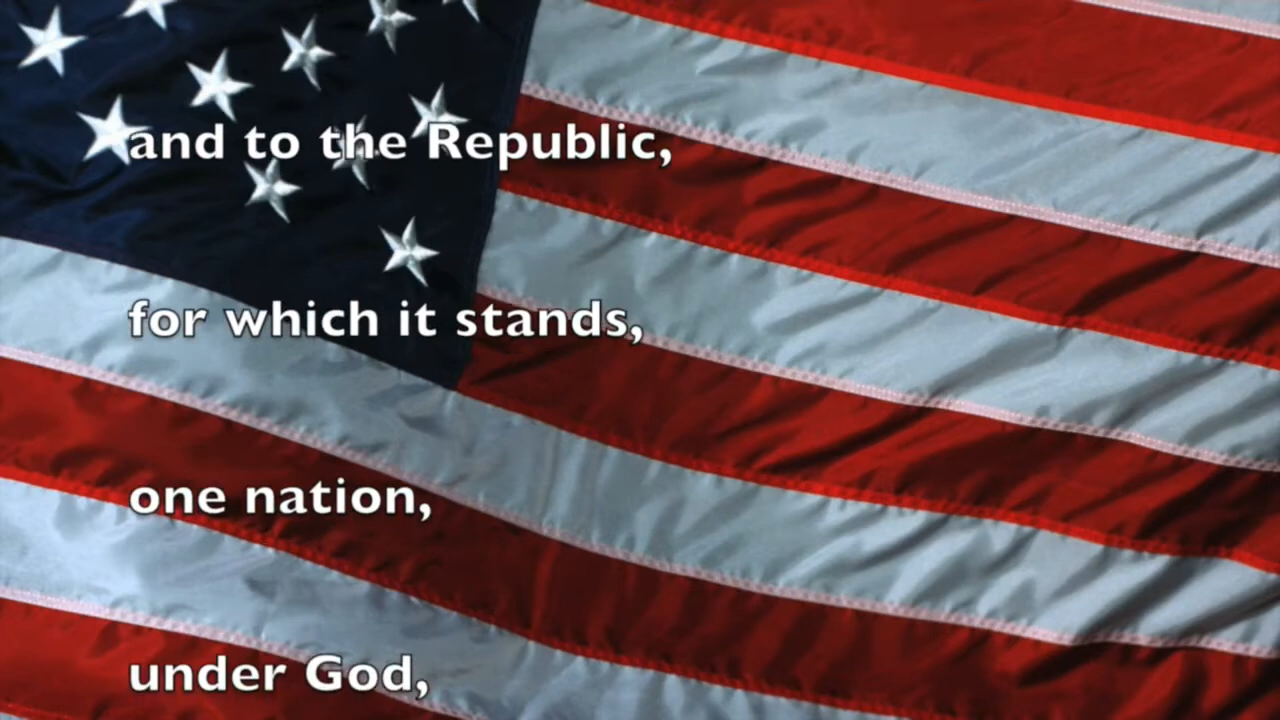 and to the Republic,
for which it stands,
one nation,
under God,